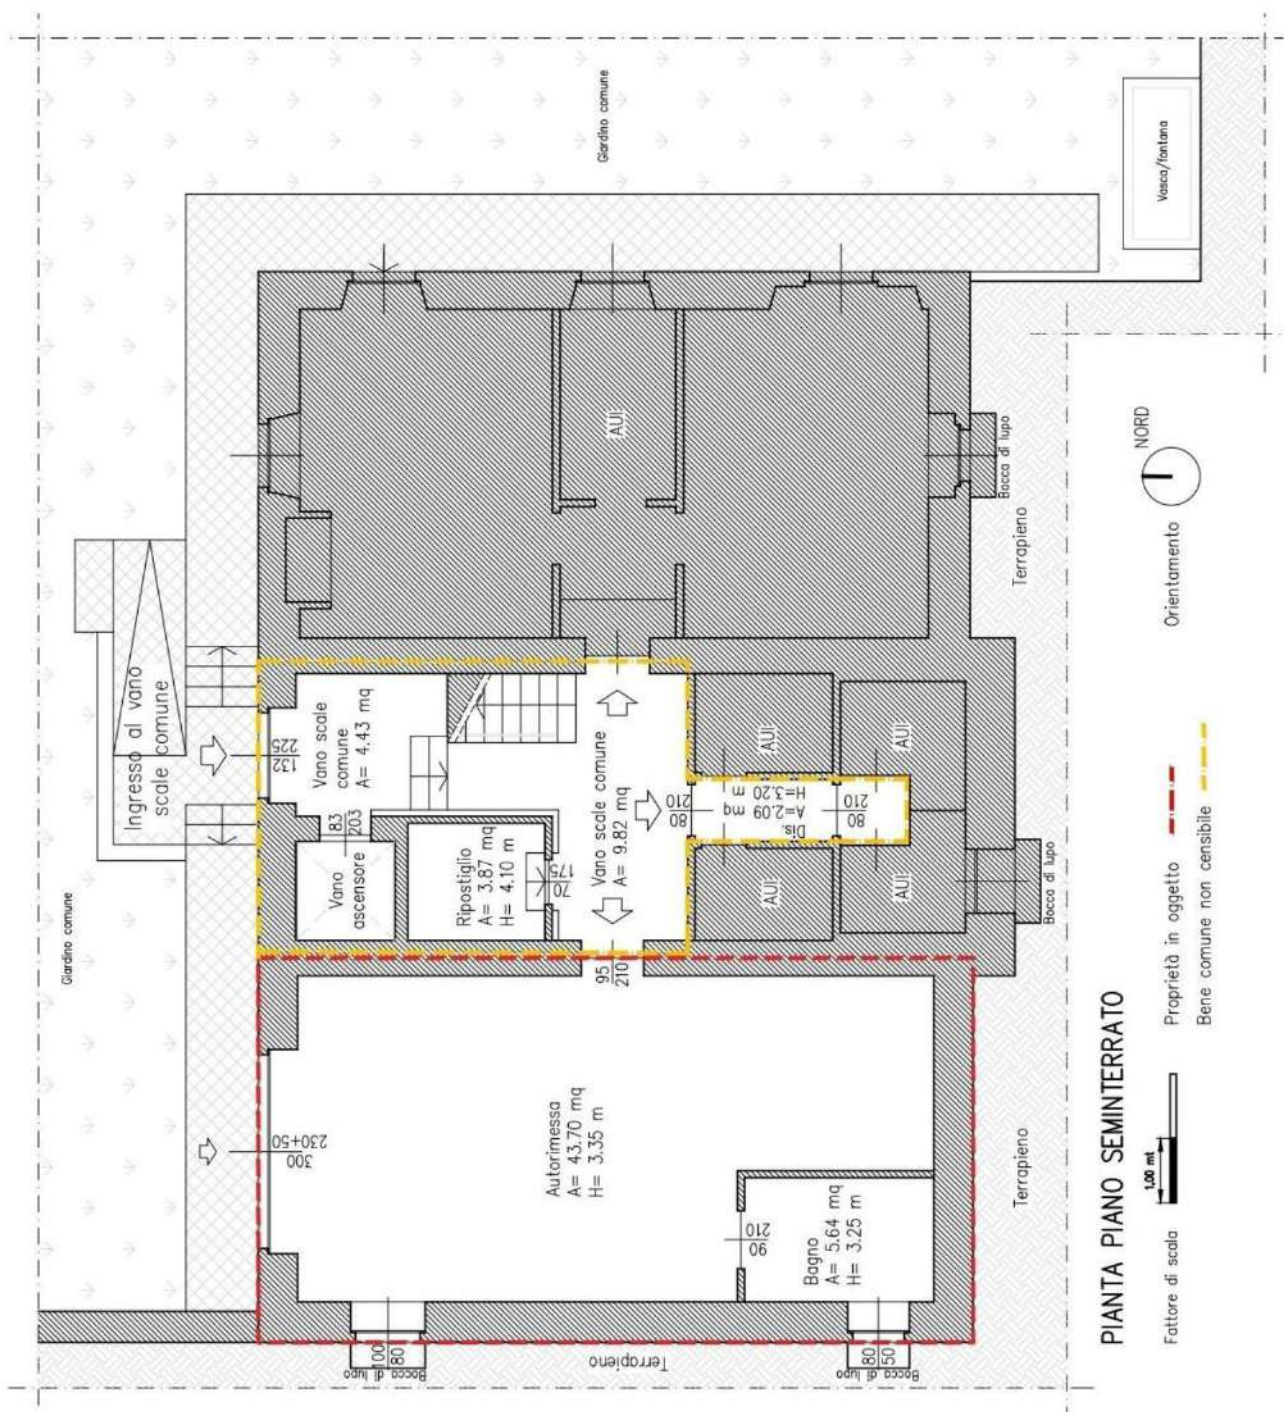 PIANTA PIANO SEMINTERRATO
Fattore di scala
1,00 mt
Proprietà in oggetto
Bene comune non censibile
Orientamento
NORD
Giardino comune
Giardino comune
Vasca/fontana
Ingresso al vano
scale comune
225
132
Vano scale
comune
A= 4.43 mq
83
203
Vano
ascensore
Ripostiglio
A= 3.87 mq
H= 4.10 m
175
70
Vano scale comune
A= 9.82 mq
95
210
210
80
Dis.
A=2.09 mq
H=3.20 m
210
80
AUI
AUI
AUI
AUI
AUI
Bocca di lupo
Bocca di lupo
Terrapieno
Terrapieno
Terrapieno
230+50
300
Autorimessa
A= 43.70 mq
H= 3.35 m
210
90
Bagno
A= 5.64 mq
H= 3.25 m
100
80
Bocca di lupo
80
50
Bocca di lupo